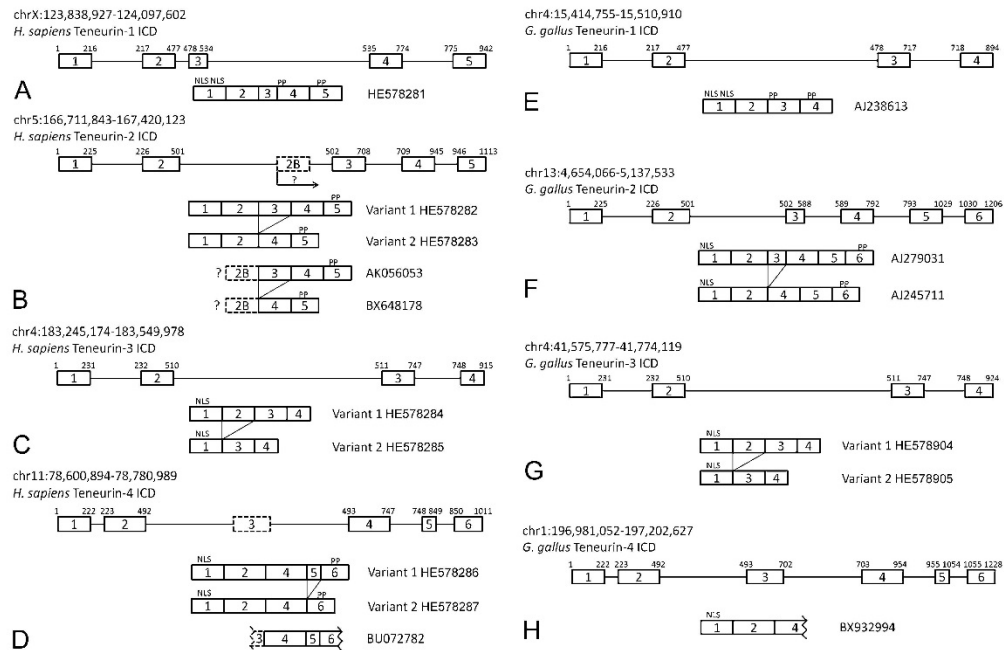 chrX:123,838,927-124,097,602
H. sapiens Teneurin-1 ICD
1 216 217 477 478 534 535 774 775 942
1 2 3 4 5
NLS NLS PP PP
1 2 3 4 5 HE578281
A
chr5:166,711,843-167,420,123
H. sapiens Teneurin-2 ICD
1 225 226 501 502 708 709 945 946 1113
1 2 2B 3 4 5
?
PP
1 2 3 4 5 Variant 1 HE578282
PP
1 2 4 5 Variant 2 HE578283
PP
? 2B 3 4 5 AK056053
PP
? 2B 4 5 BX648178
B
chr4:183,245,174-183,549,978
H. sapiens Teneurin-3 ICD
1 231 232 510 511 747 748 915
1 2 3 4
NLS
1 2 3 4 Variant 1 HE578284
NLS
1 3 4 Variant 2 HE578285
C
chr11:78,600,894-78,780,989
H. sapiens Teneurin-4 ICD
1 222 223 492 493 747 748 849 850 1011
1 2 3 4 5 6
NLS PP
1 2 4 5 6 Variant 1 HE578286
NLS PP
1 2 4 6 Variant 2 HE578287
3 4 5 6 BU072782
D
chr4:15,414,755-15,510,910
G. gallus Teneurin-1 ICD
1 216 217 477 478 717 718 894
1 2 3 4
NLS NLS PP PP
1 2 3 4 AJ238613
E
chr13:4,654,066-5,137,533
G. gallus Teneurin-2 ICD
1 225 226 501 502 588 589 792 793 1029 1030 1206
1 2 3 4 5 6
NLS PP
1 2 3 4 5 6 AJ279031
PP
1 2 4 5 6 AJ245711
F
chr4:41,575,777-41,774,119
G. gallus Teneurin-3 ICD
1 231 232 510 511 747 748 924
1 2 3 4
NLS
1 2 3 4 Variant 1 HE578904
NLS
1 3 4 Variant 2 HE578905
G
chr1:196,981,052-197,202,627
G. gallus Teneurin-4 ICD
1 222 223 492 493 702 703 954 955 1054 1055 1228
1 2 3 4 5 6
NLS
1 2 4 BX932994
H